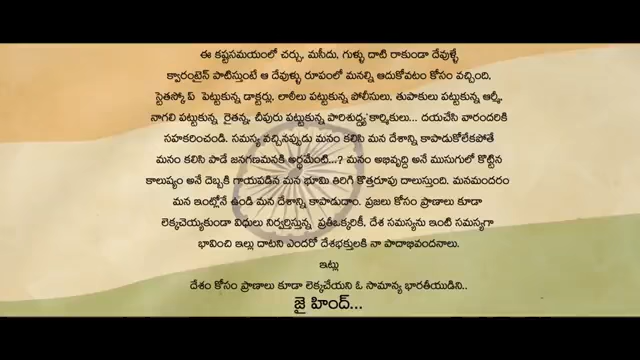 ఈ కష్టసమయంలో చర్చు, మసీదు, గుళ్ళు దాటి రాకుండా దేవుళ్ళే
క్వారంటైన్ పాటిస్తుంటే ఆ దేవుళ్ళు రూపంలో మనల్ని ఆదుకోవటం కోసం వచ్చింది,
స్టెతస్కోప్ పెట్టుకున్న డాక్టర్లు, లాఠీలు పట్టుకున్న పోలీసులు, తుపాకులు పట్టుకున్న ఆర్మీ,
నాగలి పట్టుకున్న రైతన్న, చీపురు పట్టుకున్న పారిశుద్ధ్య కార్మికులు... దయచేసి వారందరికి
సహకరించండి. సమస్య వచ్చినప్పుడు మనం కలిసి మన దేశాన్ని కాపాడుకోలేకపోతే
మనం కలిసి పాడే జనగణమనకి అర్థమేంటి...? మనం అభివృద్ధి అనే ముసుగులో కొట్టిన
కాలుష్యం అనే దెబ్బకి గాయపడిన మన భూమి తిరిగి కొత్తరూపు దాలుస్తుంది. మనమందరం
మన ఇంట్లోనే ఉండి మన దేశాన్ని కాపాడుదాం. ప్రజలు కోసం ప్రాణాలు కూడా
లెక్కచెయ్యకుండా విధులు నిర్వర్తిస్తున్న ప్రతీఒక్కరికీ, దేశ సమస్యను ఇంటి సమస్యగా
భావించి ఇల్లు దాటని ఎందరో దేశభక్తులకి నా పాదాభివందనాలు.
ఇట్లు
దేశం కోసం ప్రాణాలు కూడా లెక్కచేయని ఓ సామాన్య భారతీయుడిని..
జై హింద్...